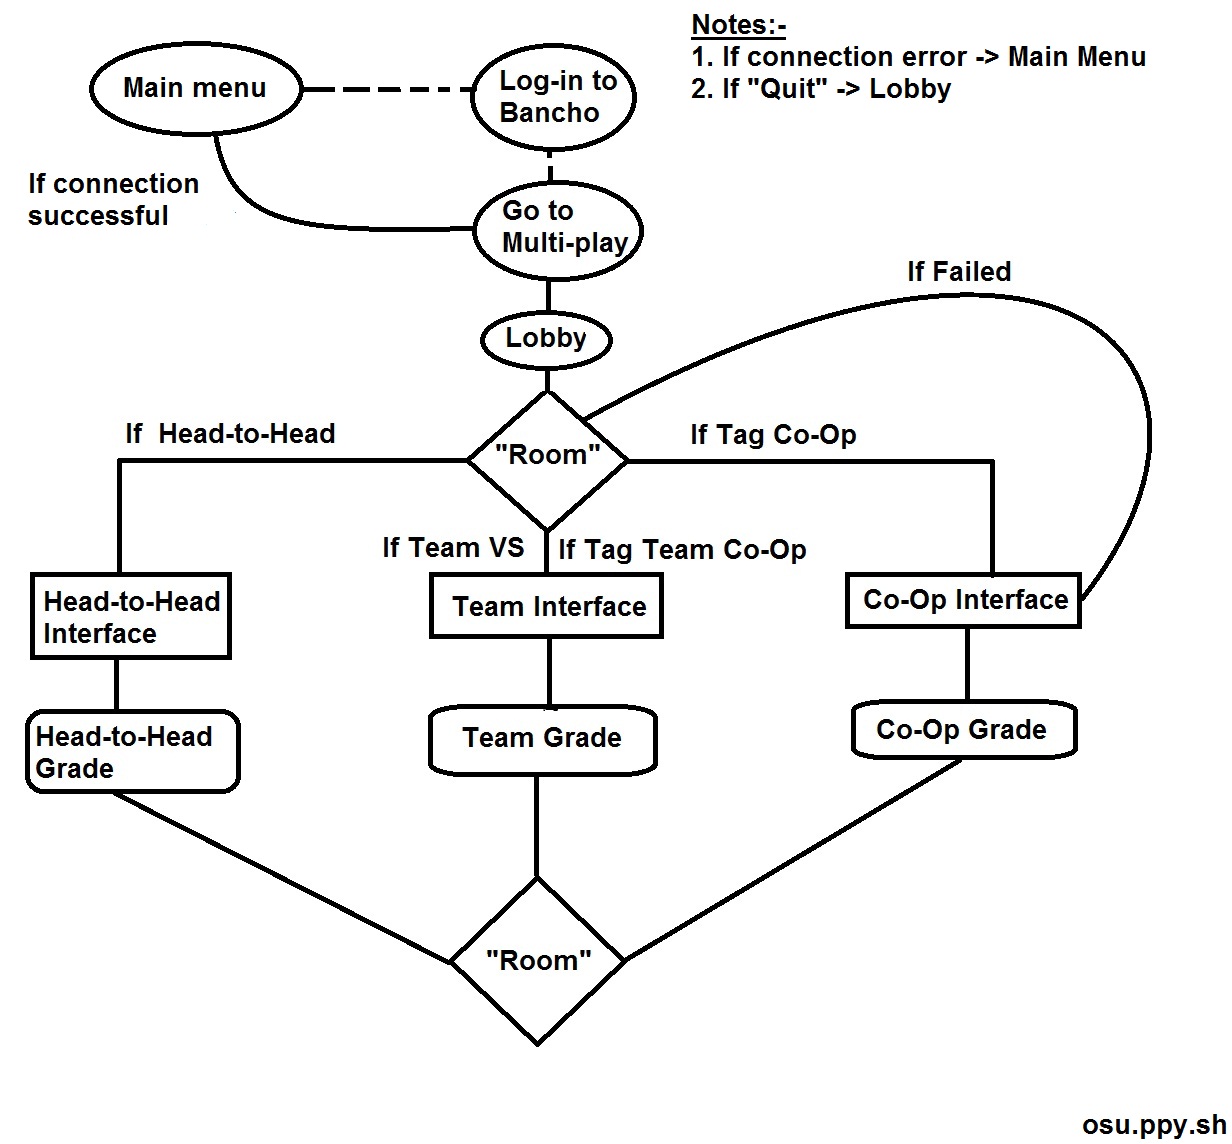 Notes:-
1. If connection error -> Main Menu
2. If "Quit" -> Lobby
Main menu
Log-in to
Bancho
If connection
successful
Go to
Multi-play
If Failed
Lobby
If  Head-to-Head
"Room"
If Tag Co-Op
If Team VS
If Tag Team Co-Op
Head-to-Head
Interface
Team Interface
Co-Op Interface
Head-to-Head
Grade
Team Grade
Co-Op Grade
"Room"
osu.ppy.sh